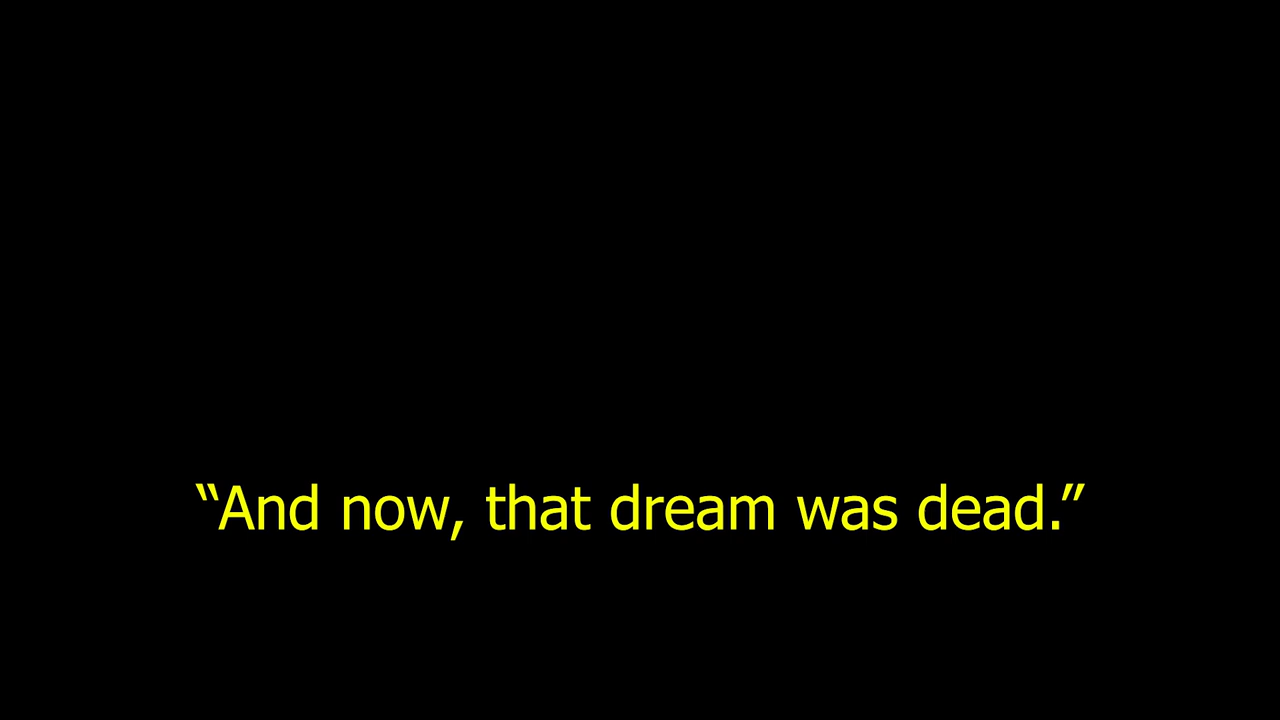 “And now, that dream was dead.”